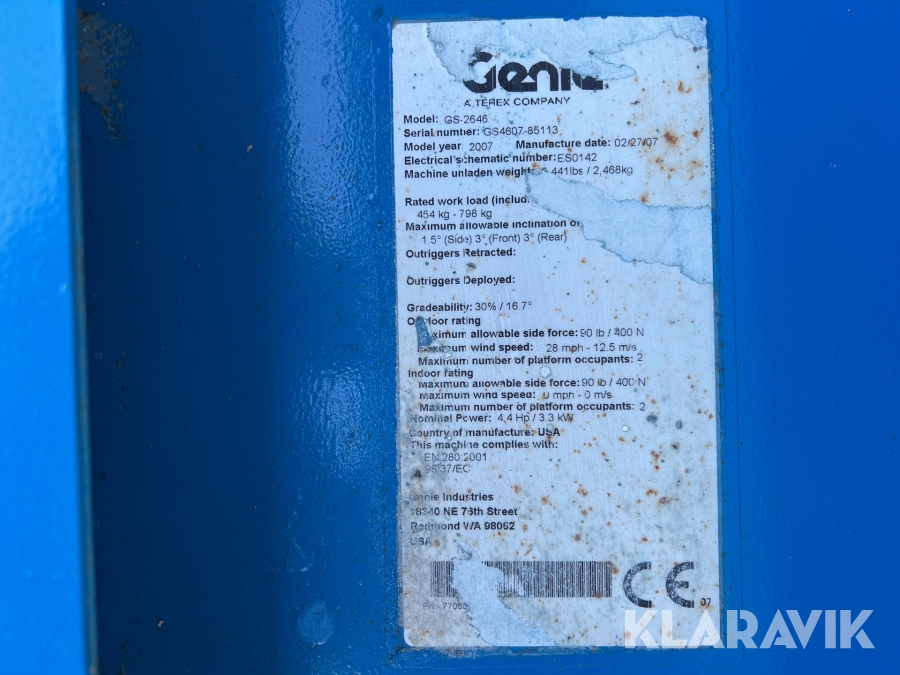 Genie
A TEREX COMPANY
Model: GS-2646
Serial number: GS4607-85113
Model year: 2007 Manufacture date: 02/27/07
Electrical schematic number: ES0142
Machine unladen weight: 441lbs / 2,468kg
Rated work load
454 kg - 798 kg
Maximum allowable inclination of
1.5° (Side) 3° (Front) 3° (Rear)
Outriggers Retracted:
Outriggers Deployed:
Gradeability: 30% / 16.7°
Outdoor rating
Maximum allowable side force: 90 lb / 400 N
Maximum wind speed: 28 mph - 12.5 m/s
Maximum number of platform occupants: 2
Indoor rating
Maximum allowable side force: 90 lb / 400 N
Maximum wind speed: 0 mph - 0 m/s
Maximum number of platform occupants: 2
Nominal Power: 4.4 Hp / 3.3 kW
Country of manufacture: USA
This machine complies with:
EN 280:2001
98/37/EC
Genie Industries
18340 NE 76th Street
Redmond WA 98052
USA
CE 07
KLARAVIK